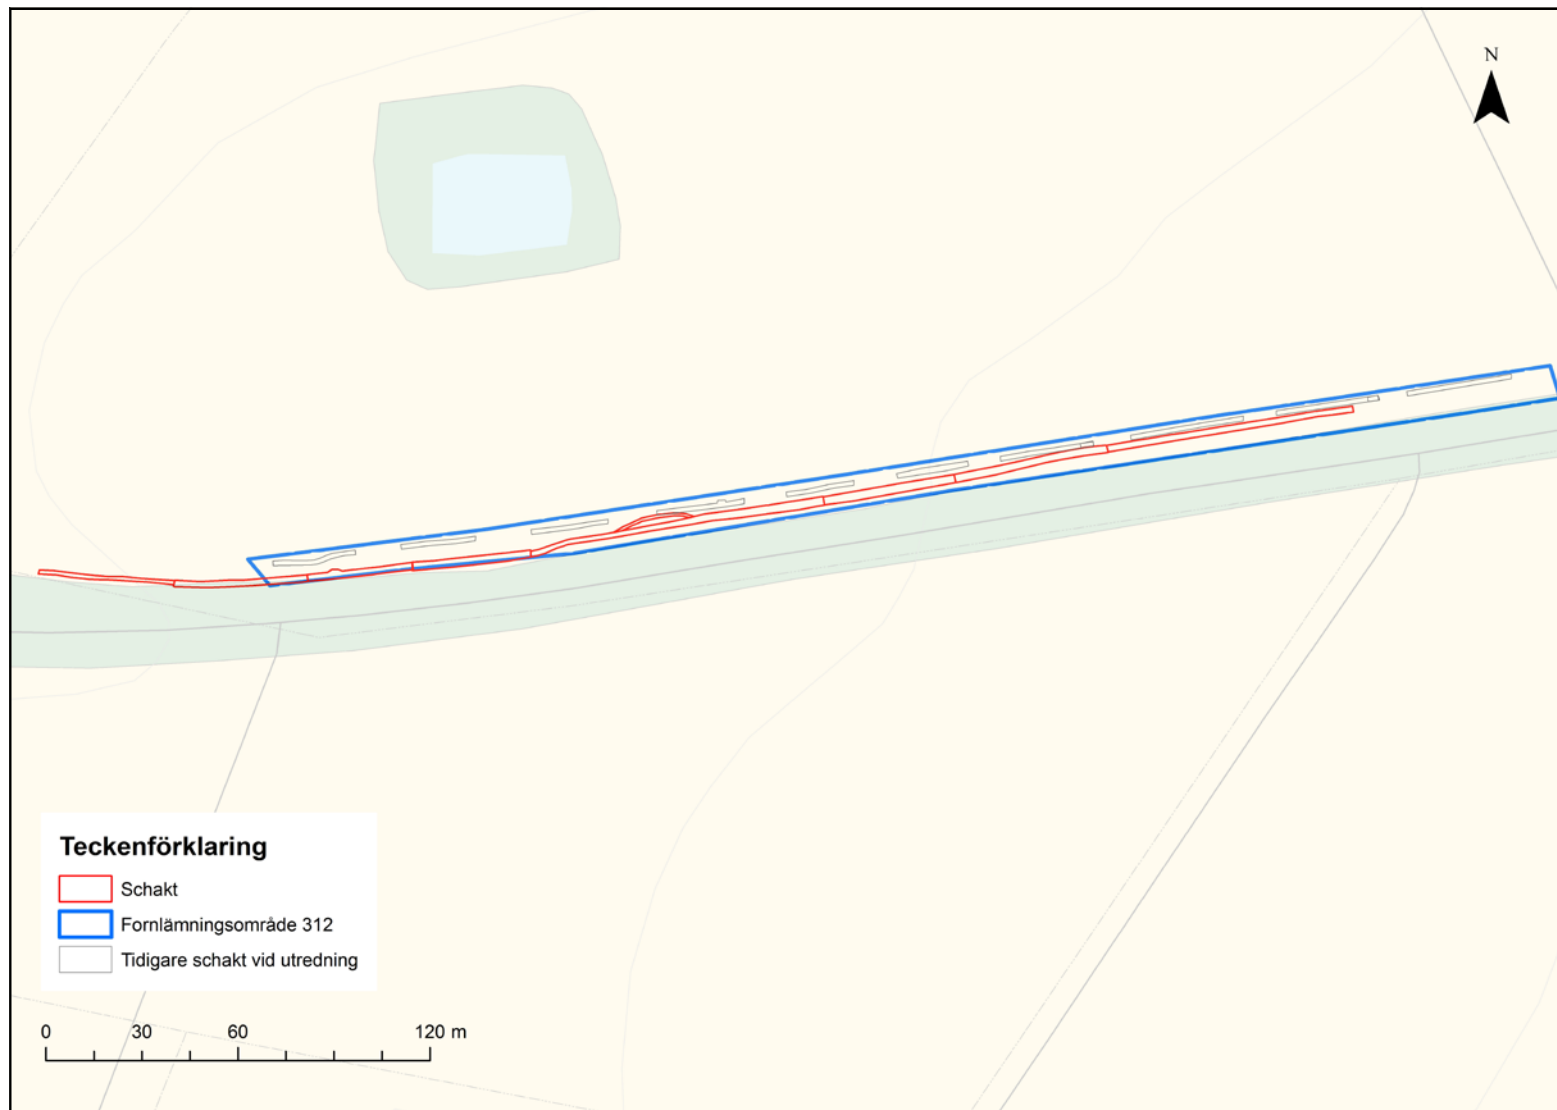 N
Teckenförklaring
Schakt
Fornlämningsområde 312
Tidigare schakt vid utredning
0 30 60 120 m